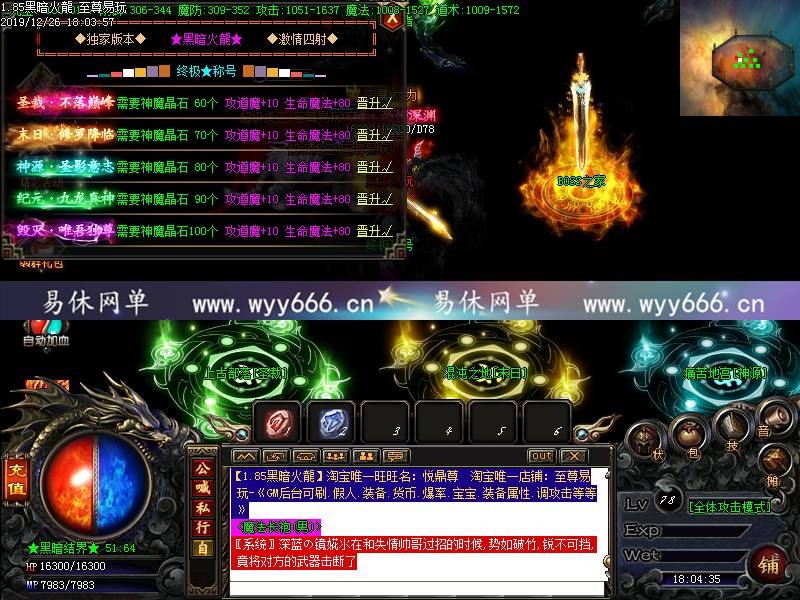 1.85黑暗火龍 至尊易玩
306-344 魔防:309-352 攻击:1051-1637 魔法:1008-1527 道术:1009-1572
2019/12/26 18:03:57
◆独家版本◆ ★黑暗火龍★ ◆激情四射◆
终极★称号
圣裁·不落巅峰 需要神魔晶石 60个 攻道魔+10 生命魔法+80 晋升√
末日·修罗降临 需要神魔晶石 70个 攻道魔+10 生命魔法+80 晋升√
神源·圣影意志 需要神魔晶石 80个 攻道魔+10 生命魔法+80 晋升√
纪元·九龙真神 需要神魔晶石 90个 攻道魔+10 生命魔法+80 晋升√
毁灭·唯吾独尊 需要神魔晶石100个 攻道魔+10 生命魔法+80 晋升√
之力
深渊
00/D78
BOSS之家
号
易休网单 www.wyy666.cn 易休网单 www.wyy666.cn
自动加血
上古部落[圣裁]
混沌之地[末日]
痛苦地宫[神源]
1 2 3 4 5 6
状 包 技 音
摊
充值
公
喊
私
行
自
out
【1.85黑暗火龍】淘宝唯一旺旺名：悦鼎尊 淘宝唯一店铺：至尊易
玩-《GM后台可刷.假人.装备.货币.爆率.宝宝.装备属性.调攻击等等
》
<魔法长袍(男)>
〖系统〗深蓝の镜娍氺在和失情帅哥过招的时候,势如破竹,锐不可挡,
竟将对方的武器击断了
★黑暗结界★ 51:64
HP 16300/16300
MP 7983/7983
Lv 78
[全体攻击模式]
Exp
Wet
铺
18:04:35